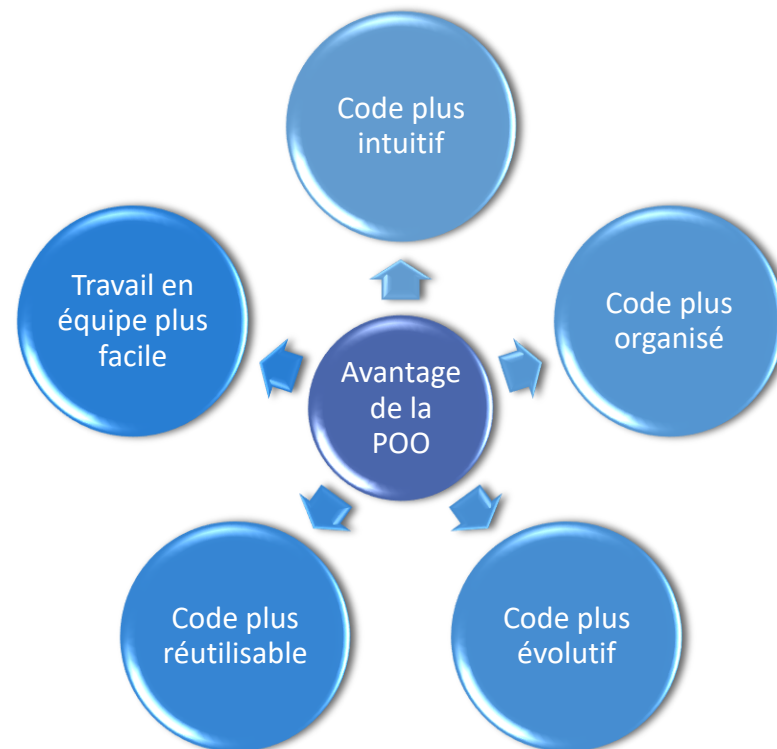 Code plus
intuitif
Code plus
organisé
Code plus
évolutif
Code plus
réutilisable
Travail en
équipe plus
facile
Avantage
de la
POO